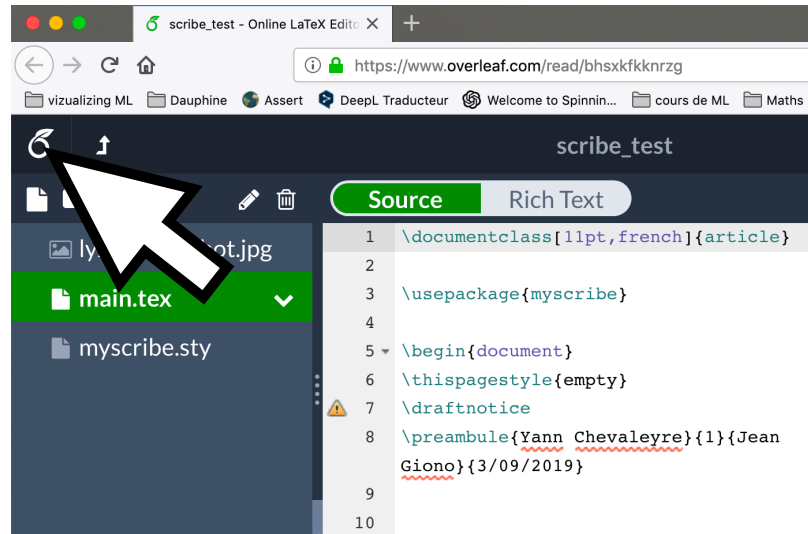 scribe_test - Online LaTeX Edito
https://www.overleaf.com/read/bhsxkfkknrzg
vizualizing ML Dauphine Assert DeepL Traducteur Welcome to Spinnin... cours de ML Maths
scribe_test
Source Rich Text
main.tex
myscribe.sty
1 \documentclass[11pt,french]{article}
2
3 \usepackage{myscribe}
4
5 \begin{document}
6 \thispagestyle{empty}
7 \draftnotice
8 \preambule{Yann Chevaleyre}{1}{Jean
Giono}{3/09/2019}
9
10